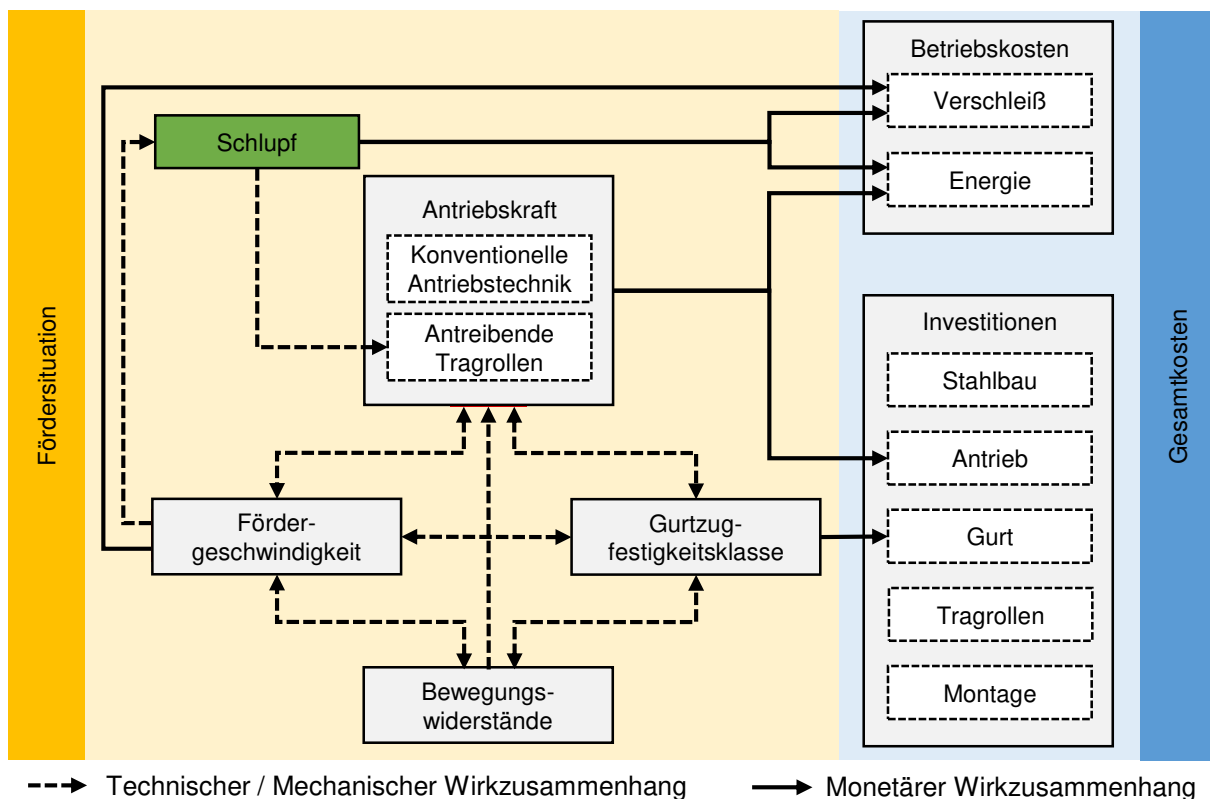 Fördersituation
Schlupf
Antriebskraft
Konventionelle
Antriebstechnik
Antreibende
Tragrollen
Förder-
geschwindigkeit
Gurtzug-
festigkeitsklasse
Bewegungs-
widerstände
Betriebskosten
Verschleiß
Energie
Investitionen
Stahlbau
Antrieb
Gurt
Tragrollen
Montage
Gesamtkosten
Technischer / Mechanischer Wirkzusammenhang
Monetärer Wirkzusammenhang